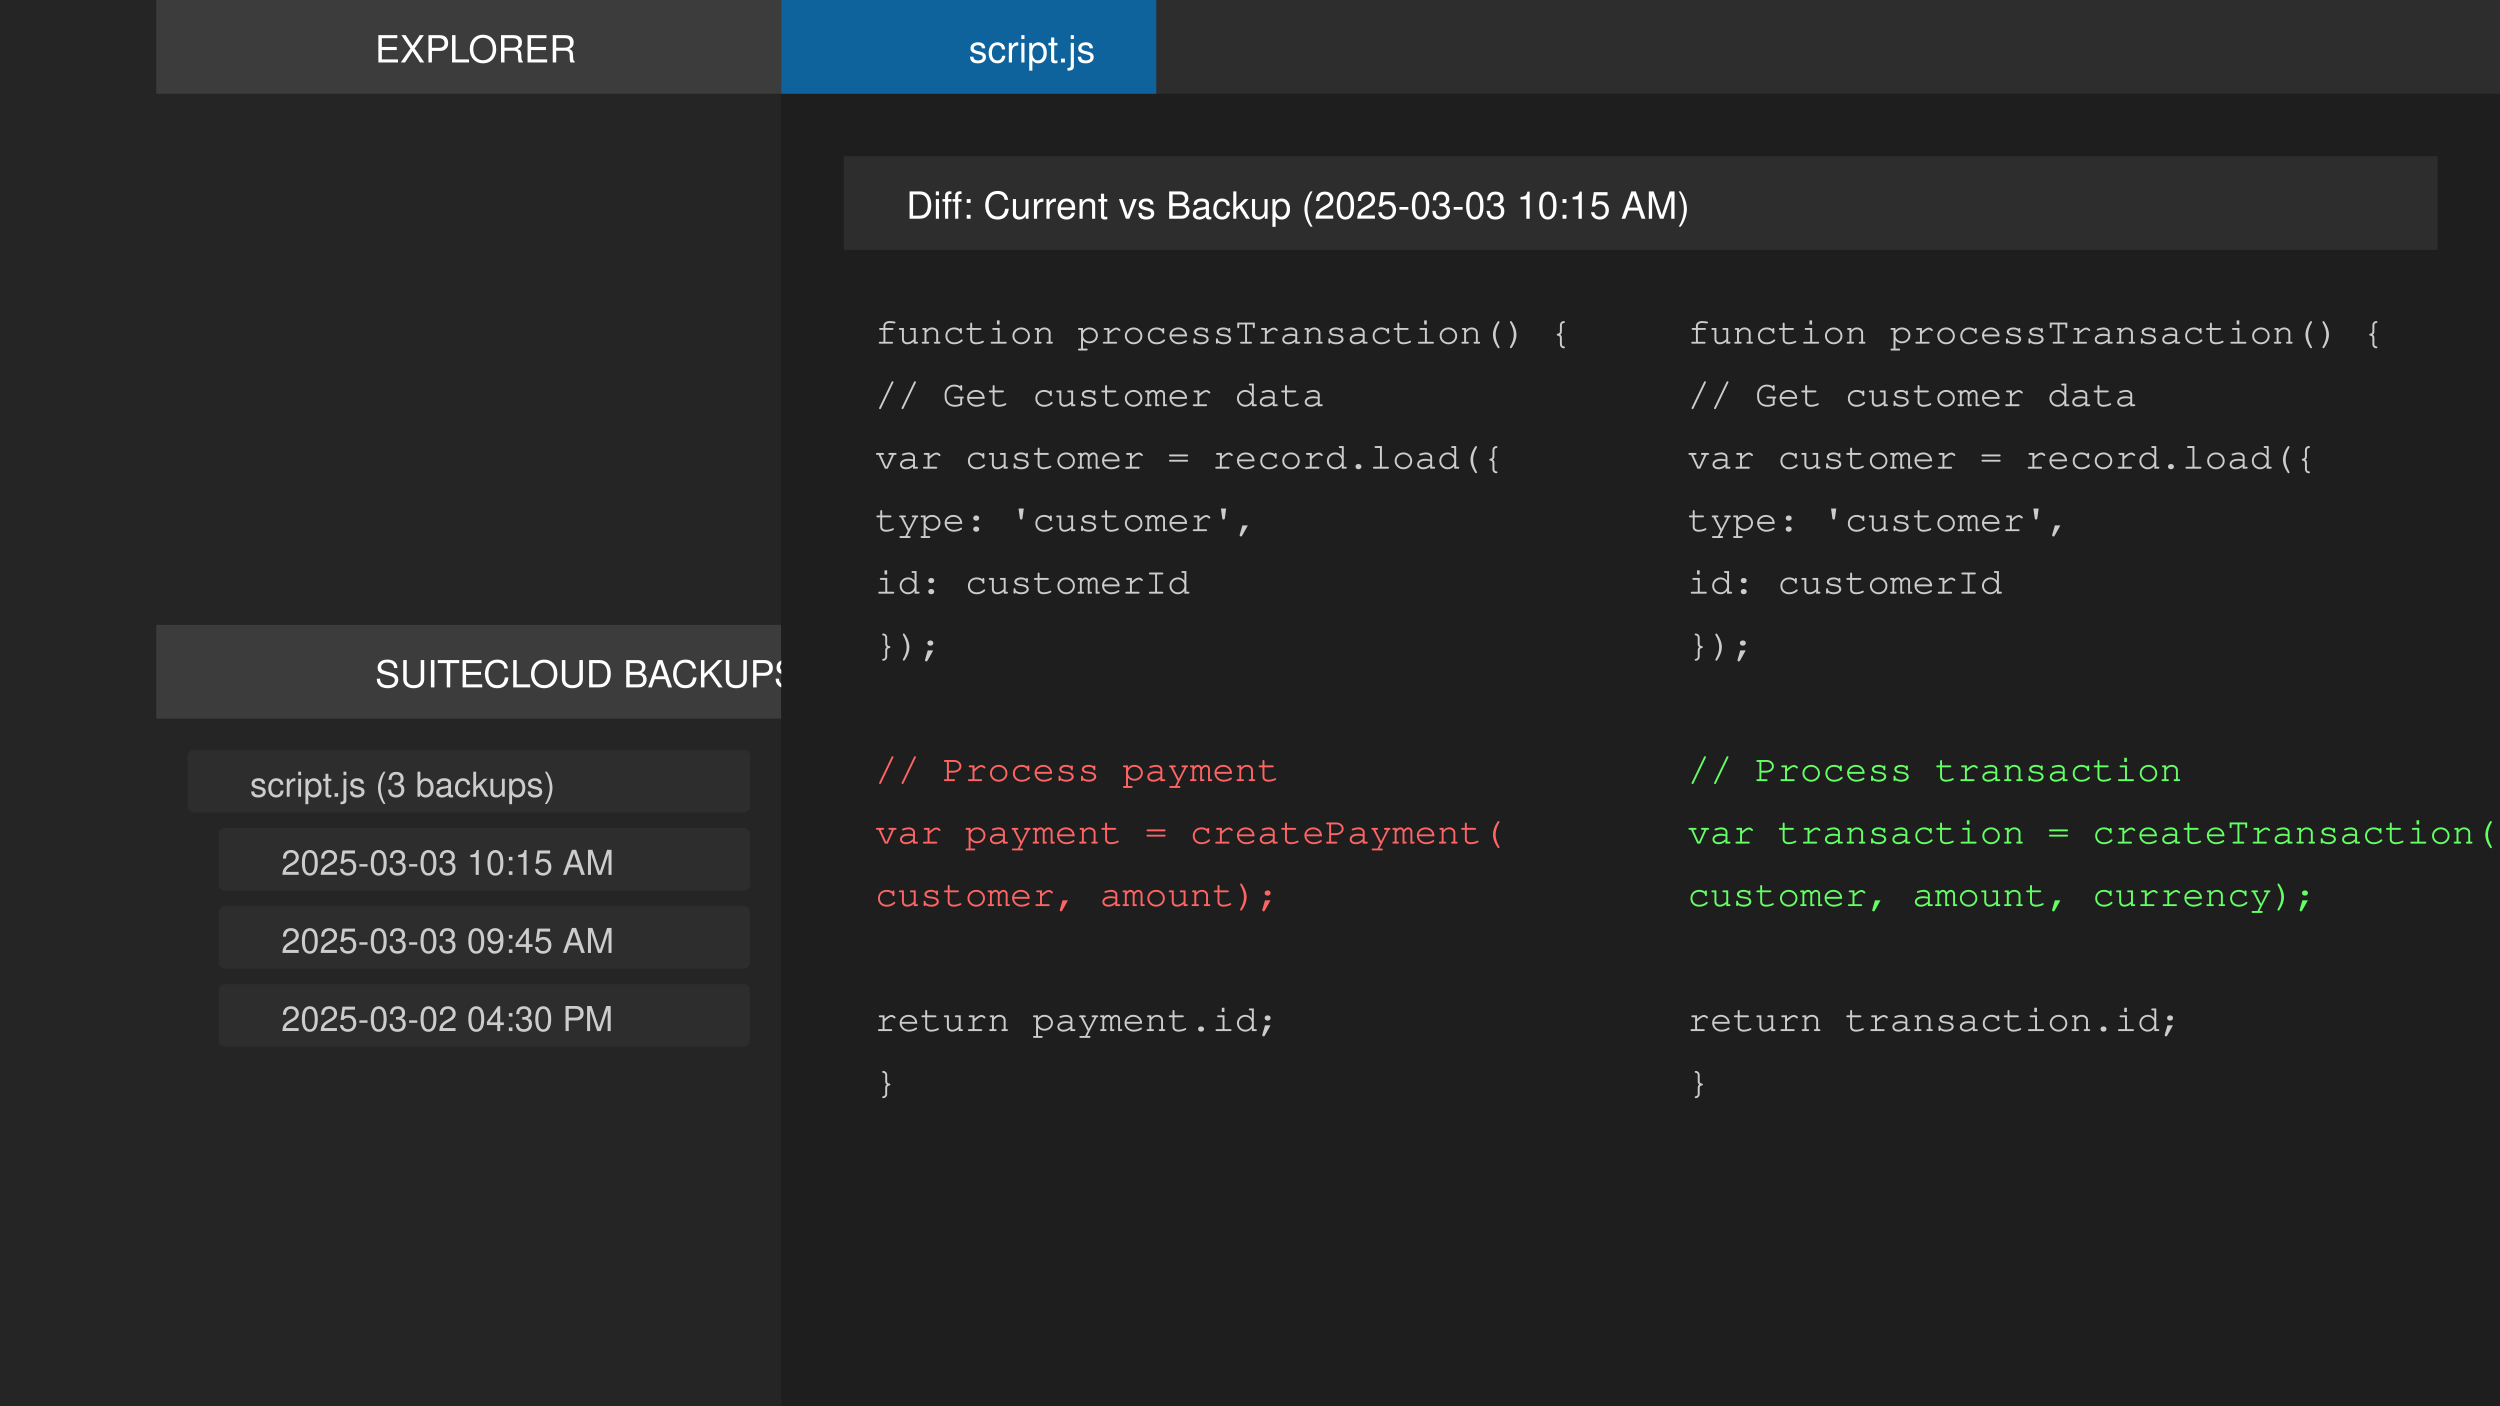 EXPLORER
script.js
Diff: Current vs Backup (2025-03-03 10:15 AM)
SUITECLOUD BACKUPS
script.js (3 backups)
2025-03-03 10:15 AM
2025-03-03 09:45 AM
2025-03-02 04:30 PM
function processTransaction() {
// Get customer data
var customer = record.load({
type: 'customer',
id: customerId
});
// Process payment
var payment = createPayment(
customer, amount);
return payment.id;
}
function processTransaction() {
// Get customer data
var customer = record.load({
type: 'customer',
id: customerId
});
// Process transaction
var transaction = createTransaction(
customer, amount, currency);
return transaction.id;
}